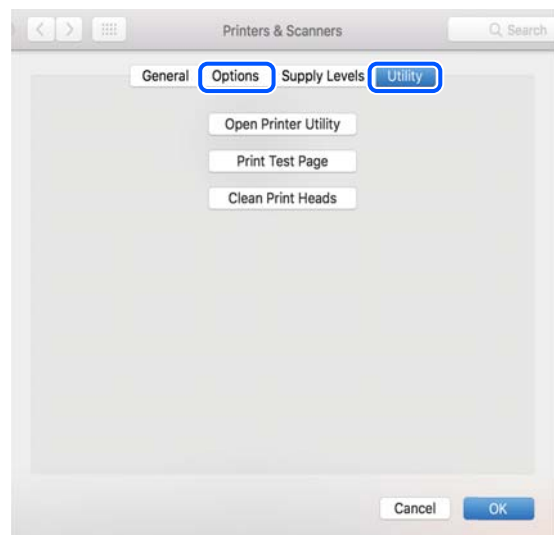 Printers & Scanners
Search
General Options Supply Levels Utility
Open Printer Utility
Print Test Page
Clean Print Heads
Cancel OK